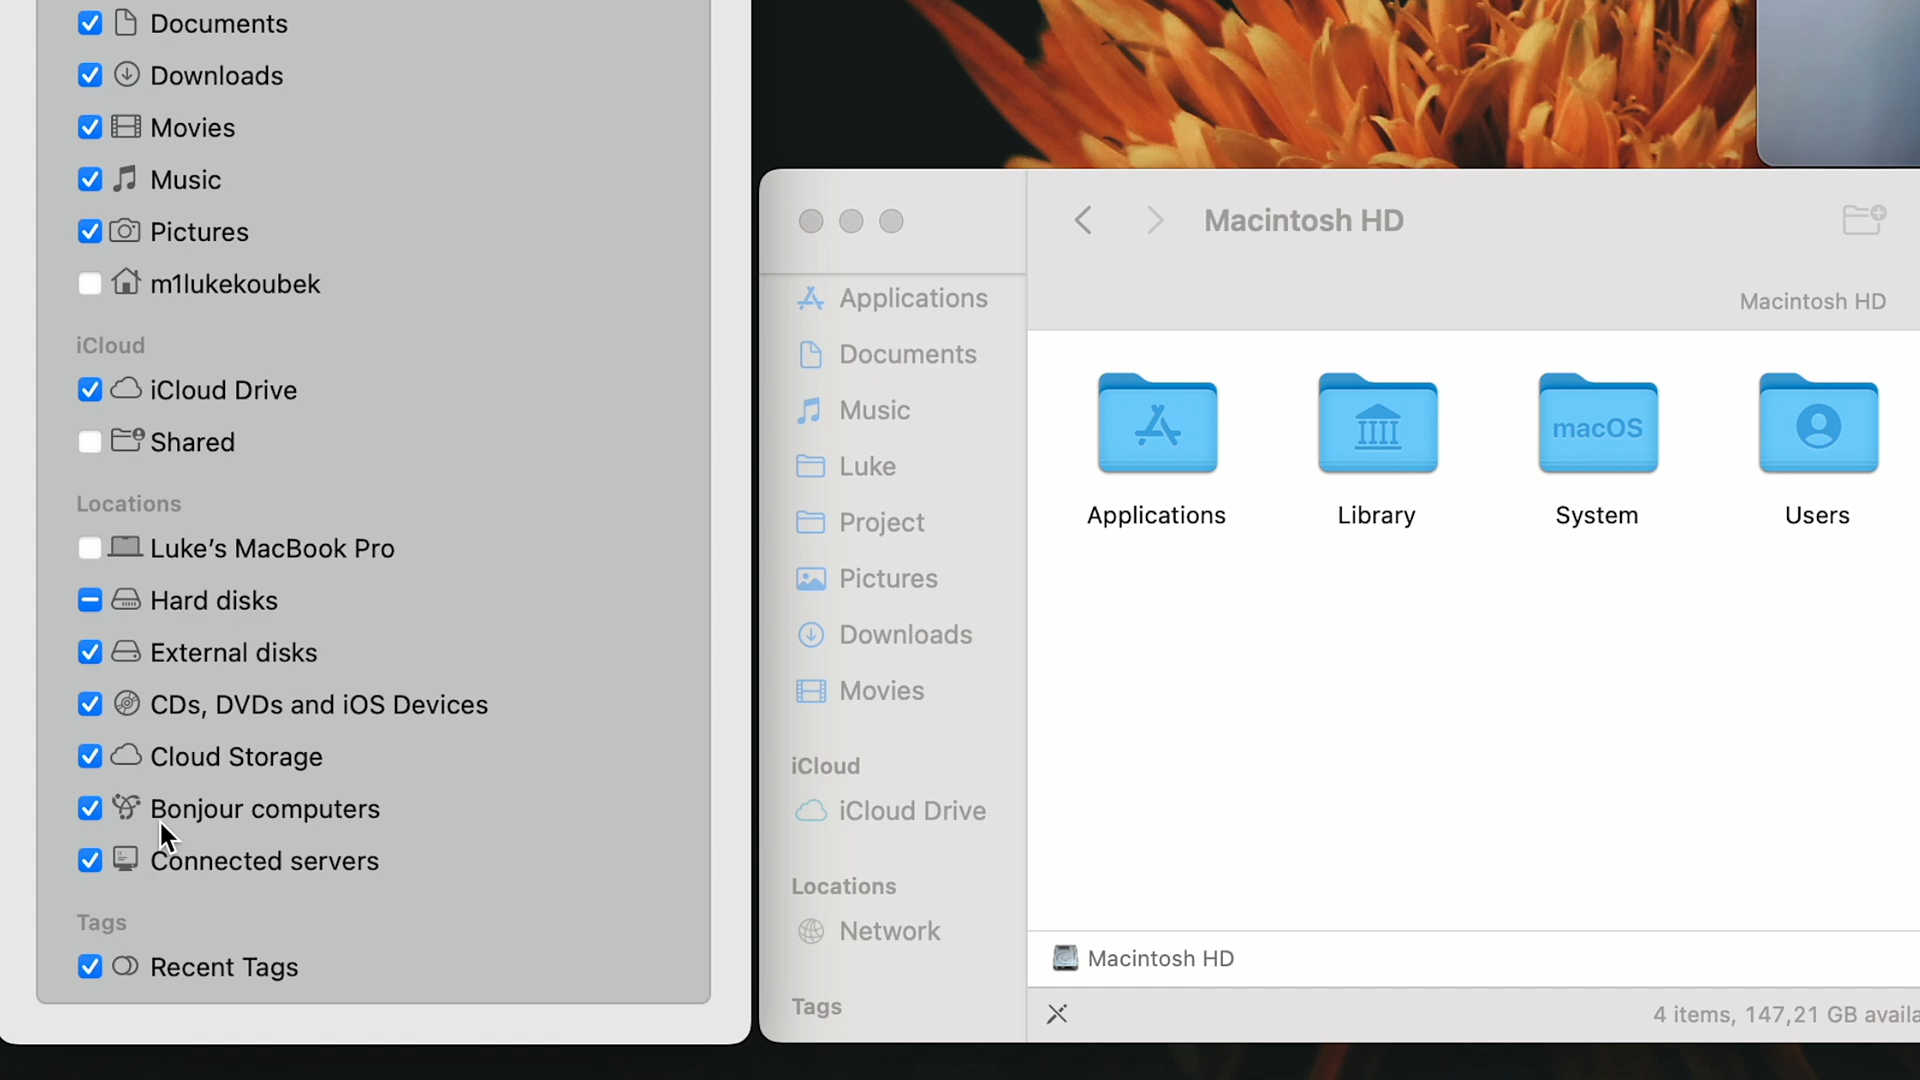 Documents
Downloads
Movies
Music
Pictures
m1lukekoubek
iCloud
iCloud Drive
Shared
Locations
Luke’s MacBook Pro
Hard disks
External disks
CDs, DVDs and iOS Devices
Cloud Storage
Bonjour computers
Connected servers
Tags
Recent Tags
Macintosh HD
Macintosh HD
Applications
Documents
Music
Luke
Project
Pictures
Downloads
Movies
iCloud
iCloud Drive
Locations
Network
Tags
macOS
Applications
Library
System
Users
Macintosh HD
4 items, 147,21 GB availa